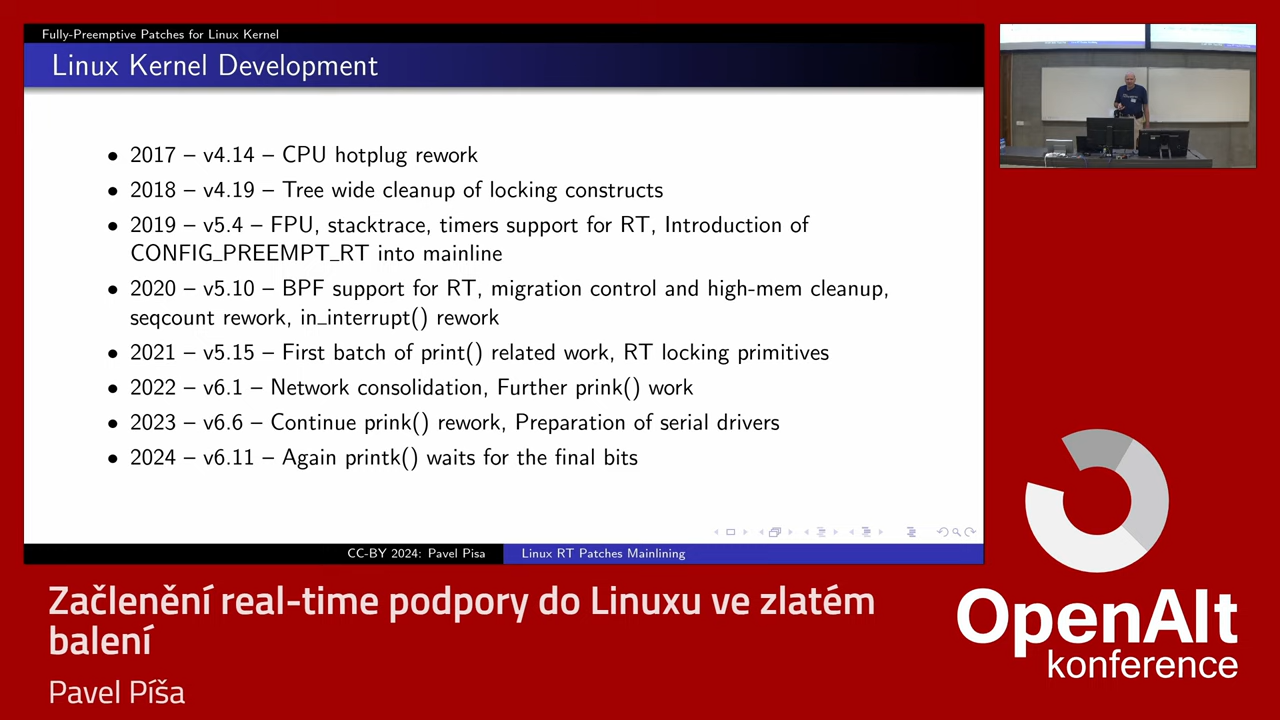 Fully-Preemptive Patches for Linux Kernel
Linux Kernel Development
• 2017 – v4.14 – CPU hotplug rework
• 2018 – v4.19 – Tree wide cleanup of locking constructs
• 2019 – v5.4 – FPU, stacktrace, timers support for RT, Introduction of
CONFIG_PREEMPT_RT into mainline
• 2020 – v5.10 – BPF support for RT, migration control and high-mem cleanup,
seqcount rework, in_interrupt() rework
• 2021 – v5.15 – First batch of print() related work, RT locking primitives
• 2022 – v6.1 – Network consolidation, Further prink() work
• 2023 – v6.6 – Continue prink() rework, Preparation of serial drivers
• 2024 – v6.11 – Again printk() waits for the final bits
CC-BY 2024: Pavel Pisa
Linux RT Patches Mainlining
Začlenění real-time podpory do Linuxu ve zlatém
balení
Pavel Píša
OpenAlt
konference